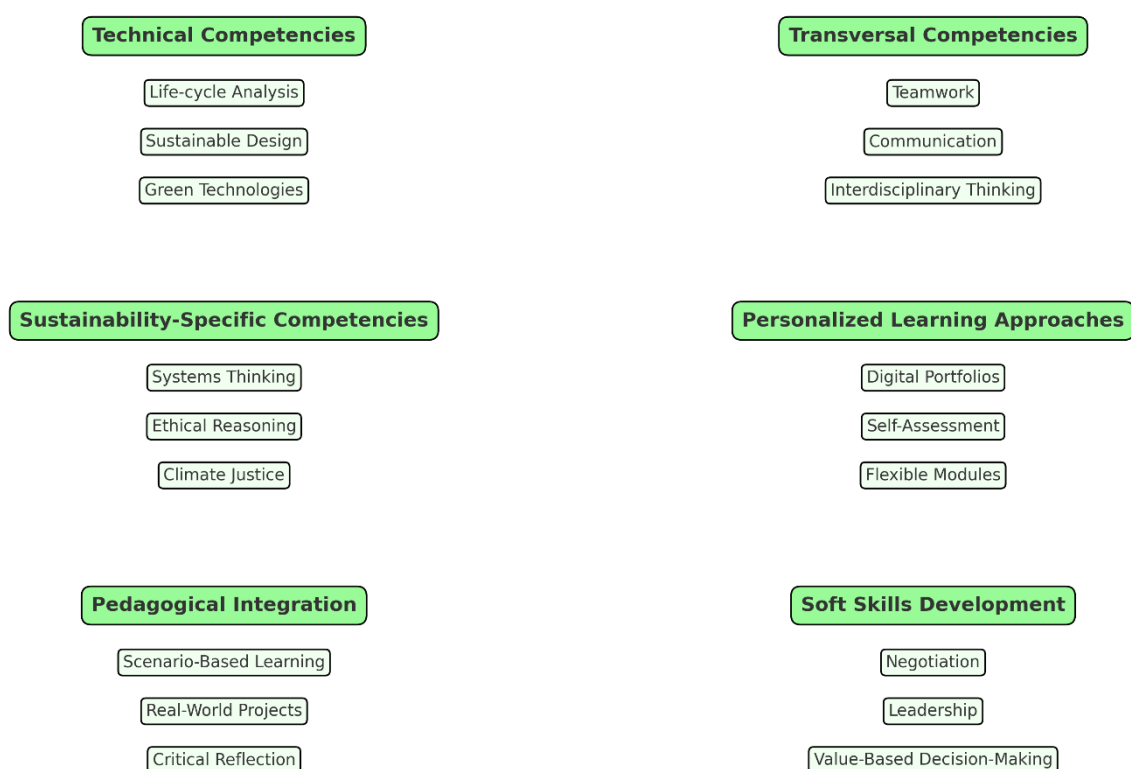 Technical Competencies
Life-cycle Analysis
Sustainable Design
Green Technologies
Transversal Competencies
Teamwork
Communication
Interdisciplinary Thinking
Sustainability-Specific Competencies
Systems Thinking
Ethical Reasoning
Climate Justice
Personalized Learning Approaches
Digital Portfolios
Self-Assessment
Flexible Modules
Pedagogical Integration
Scenario-Based Learning
Real-World Projects
Critical Reflection
Soft Skills Development
Negotiation
Leadership
Value-Based Decision-Making